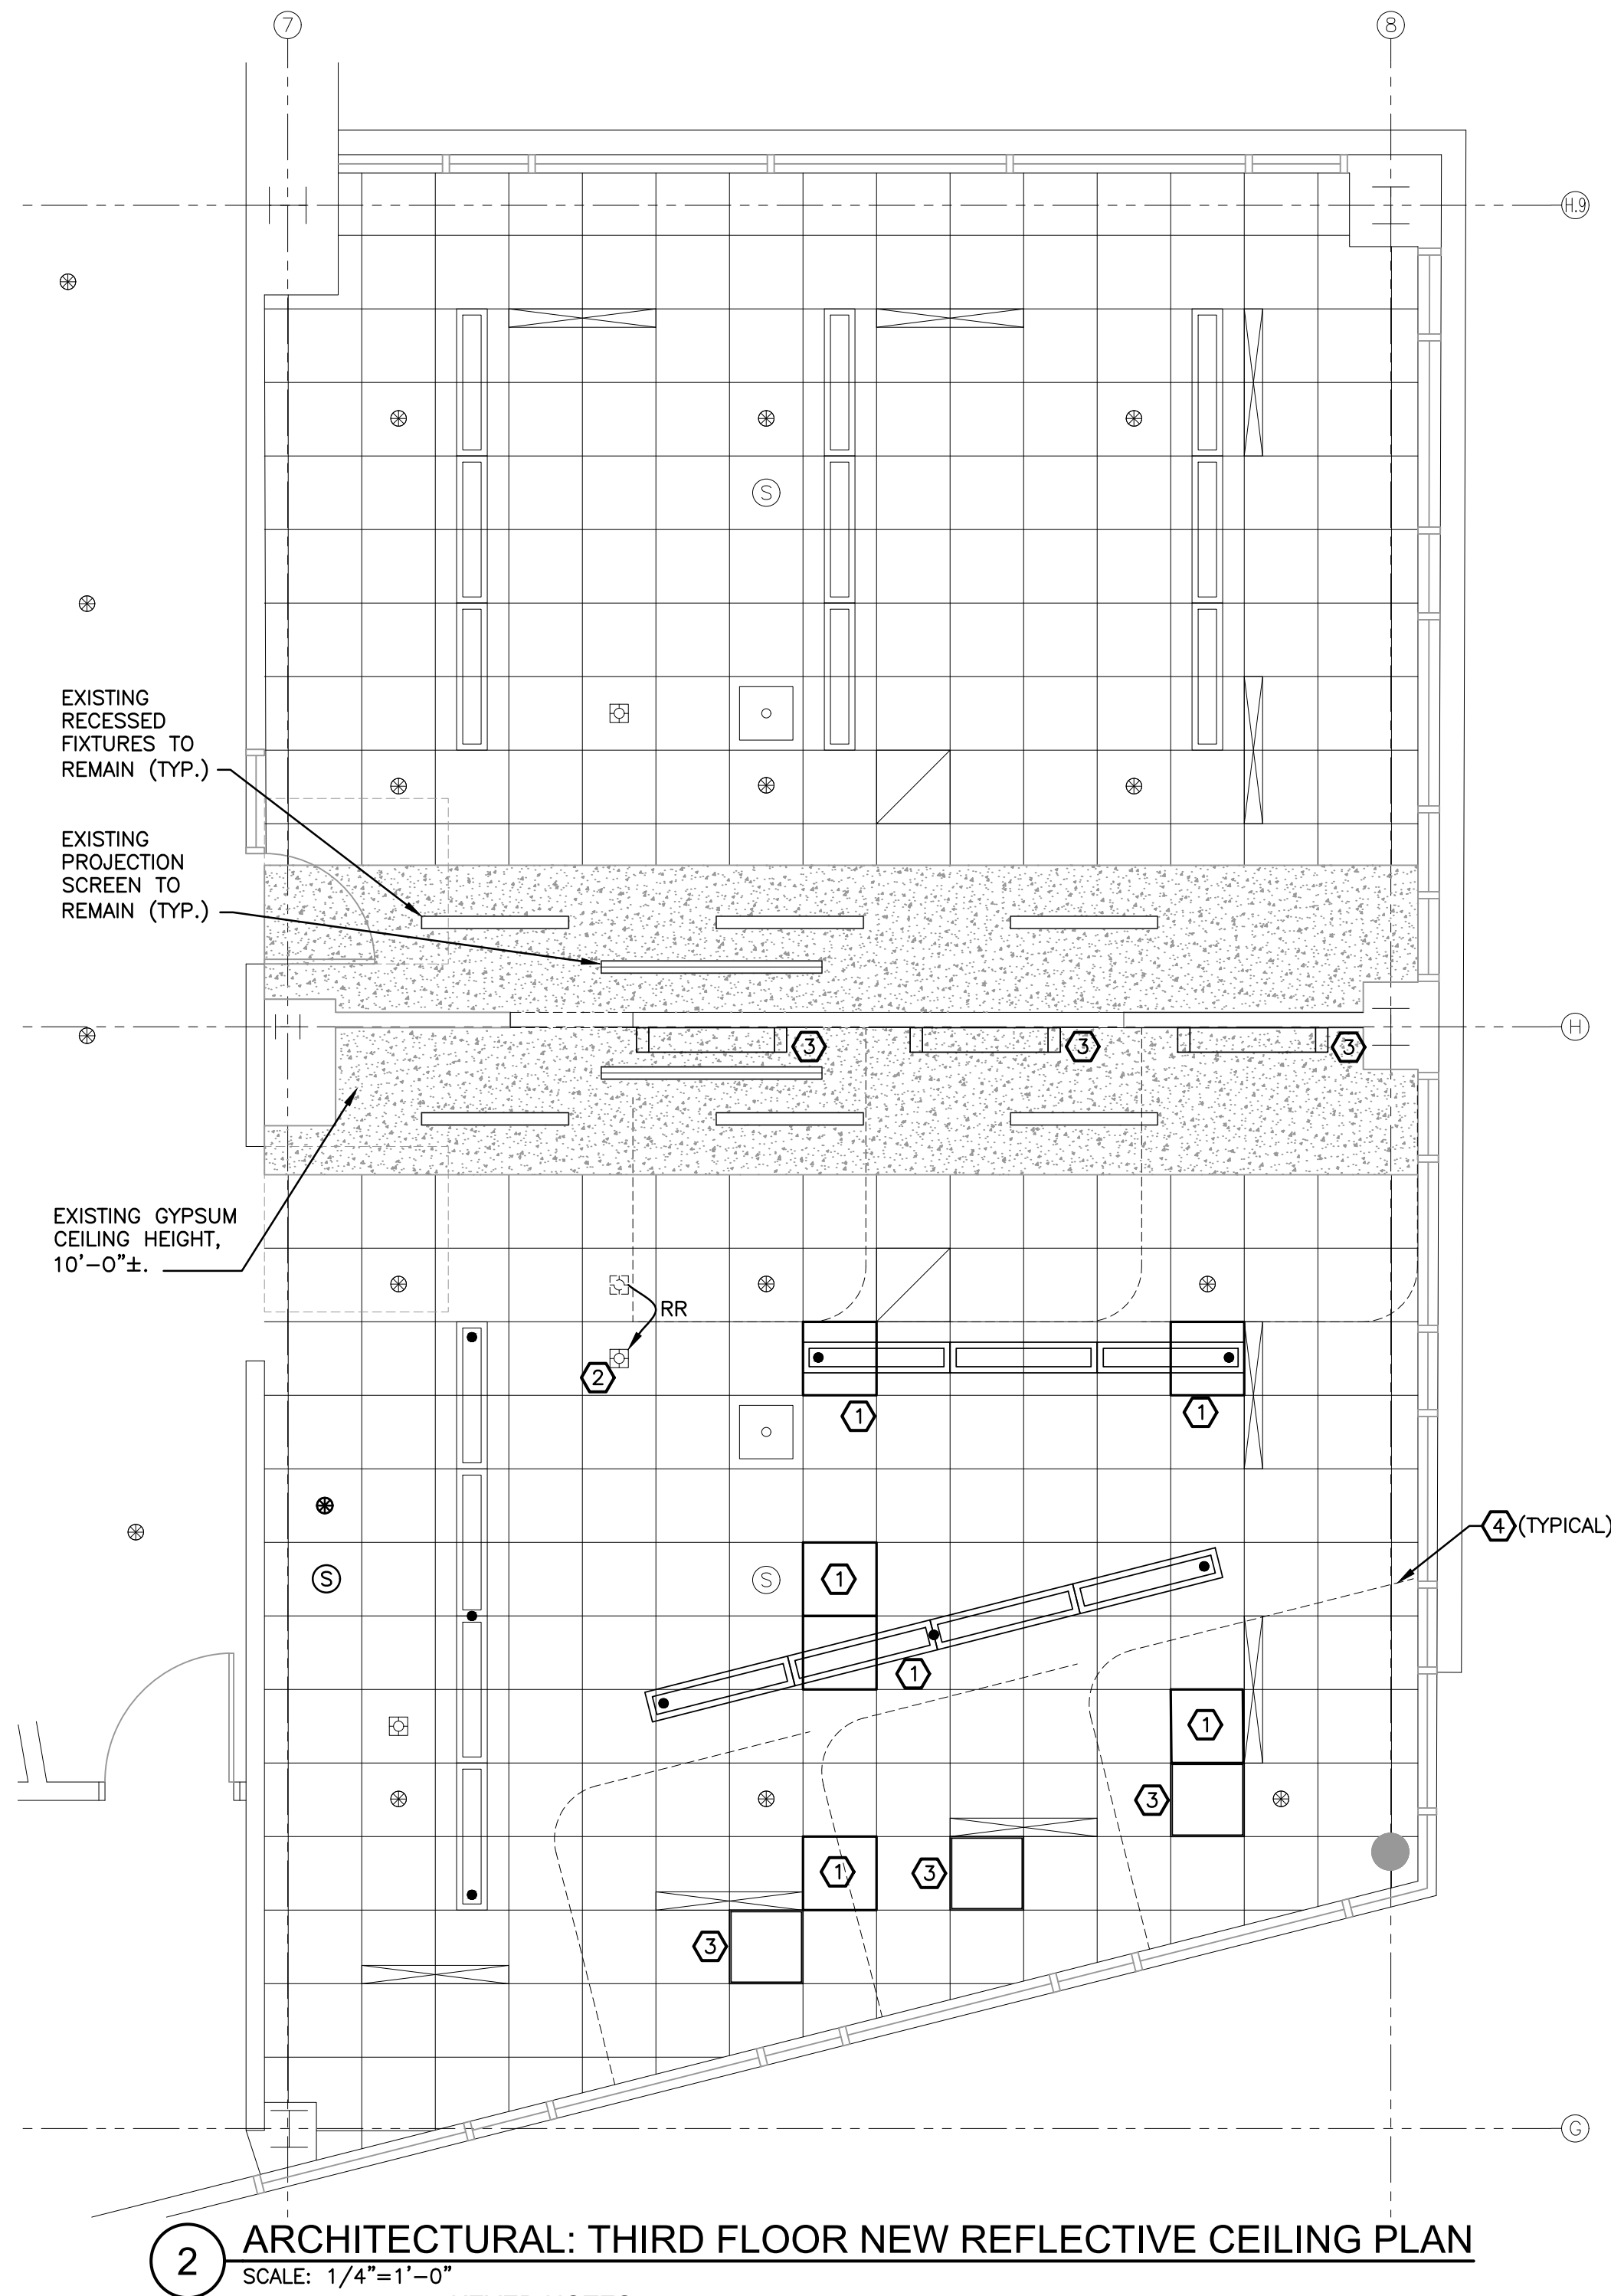 7
8
H.9
S
EXISTING
RECESSED
FIXTURES TO
REMAIN (TYP.)
EXISTING
PROJECTION
SCREEN TO
REMAIN (TYP.)
H
3
3
3
EXISTING GYPSUM
CEILING HEIGHT,
10'-0"±.
RR
2
1
1
4 (TYPICAL)
S
S
1
1
1
3
1
3
3
G
2
ARCHITECTURAL: THIRD FLOOR NEW REFLECTIVE CEILING PLAN
SCALE: 1/4"=1'-0"